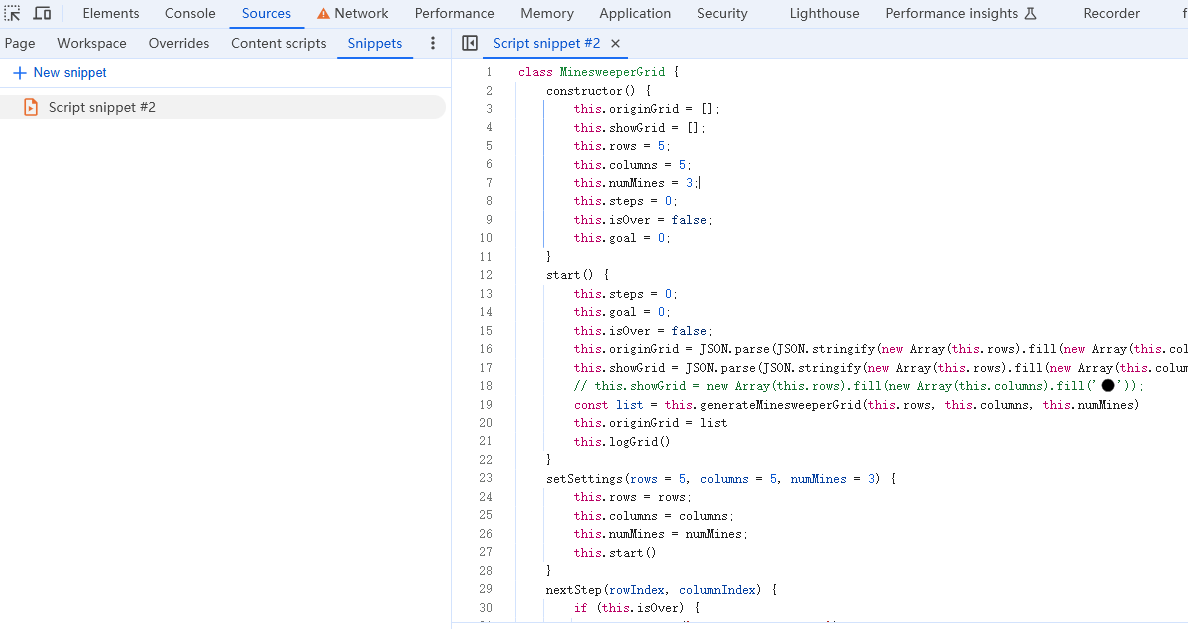 Elements Console Sources Network Performance Memory Application Security Lighthouse Performance insights Recorder
Page Workspace Overrides Content scripts Snippets Script snippet #2 ×
+ New snippet
Script snippet #2
1 class MinesweeperGrid {
2     constructor() {
3         this.originGrid = [];
4         this.showGrid = [];
5         this.rows = 5;
6         this.columns = 5;
7         this.numMines = 3;
8         this.steps = 0;
9         this.isOver = false;
10         this.goal = 0;
11     }
12     start() {
13         this.steps = 0;
14         this.goal = 0;
15         this.isOver = false;
16         this.originGrid = JSON.parse(JSON.stringify(new Array(this.rows).fill(new Array(this.col
17         this.showGrid = JSON.parse(JSON.stringify(new Array(this.rows).fill(new Array(this.colum
18         // this.showGrid = new Array(this.rows).fill(new Array(this.columns).fill('⚫'));
19         const list = this.generateMinesweeperGrid(this.rows, this.columns, this.numMines)
20         this.originGrid = list
21         this.logGrid()
22     }
23     setSettings(rows = 5, columns = 5, numMines = 3) {
24         this.rows = rows;
25         this.columns = columns;
26         this.numMines = numMines;
27         this.start()
28     }
29     nextStep(rowIndex, columnIndex) {
30         if (this.isOver) {